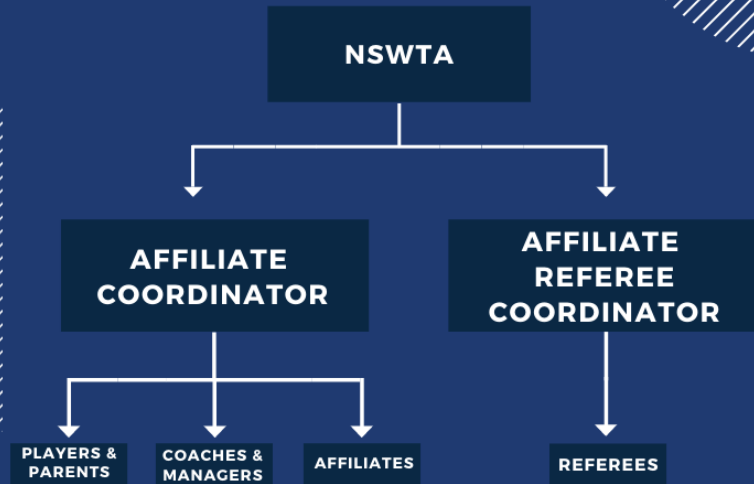 NSWTA
AFFILIATE
COORDINATOR
AFFILIATE
REFEREE
COORDINATOR
PLAYERS &
PARENTS
COACHES &
MANAGERS
AFFILIATES
REFEREES